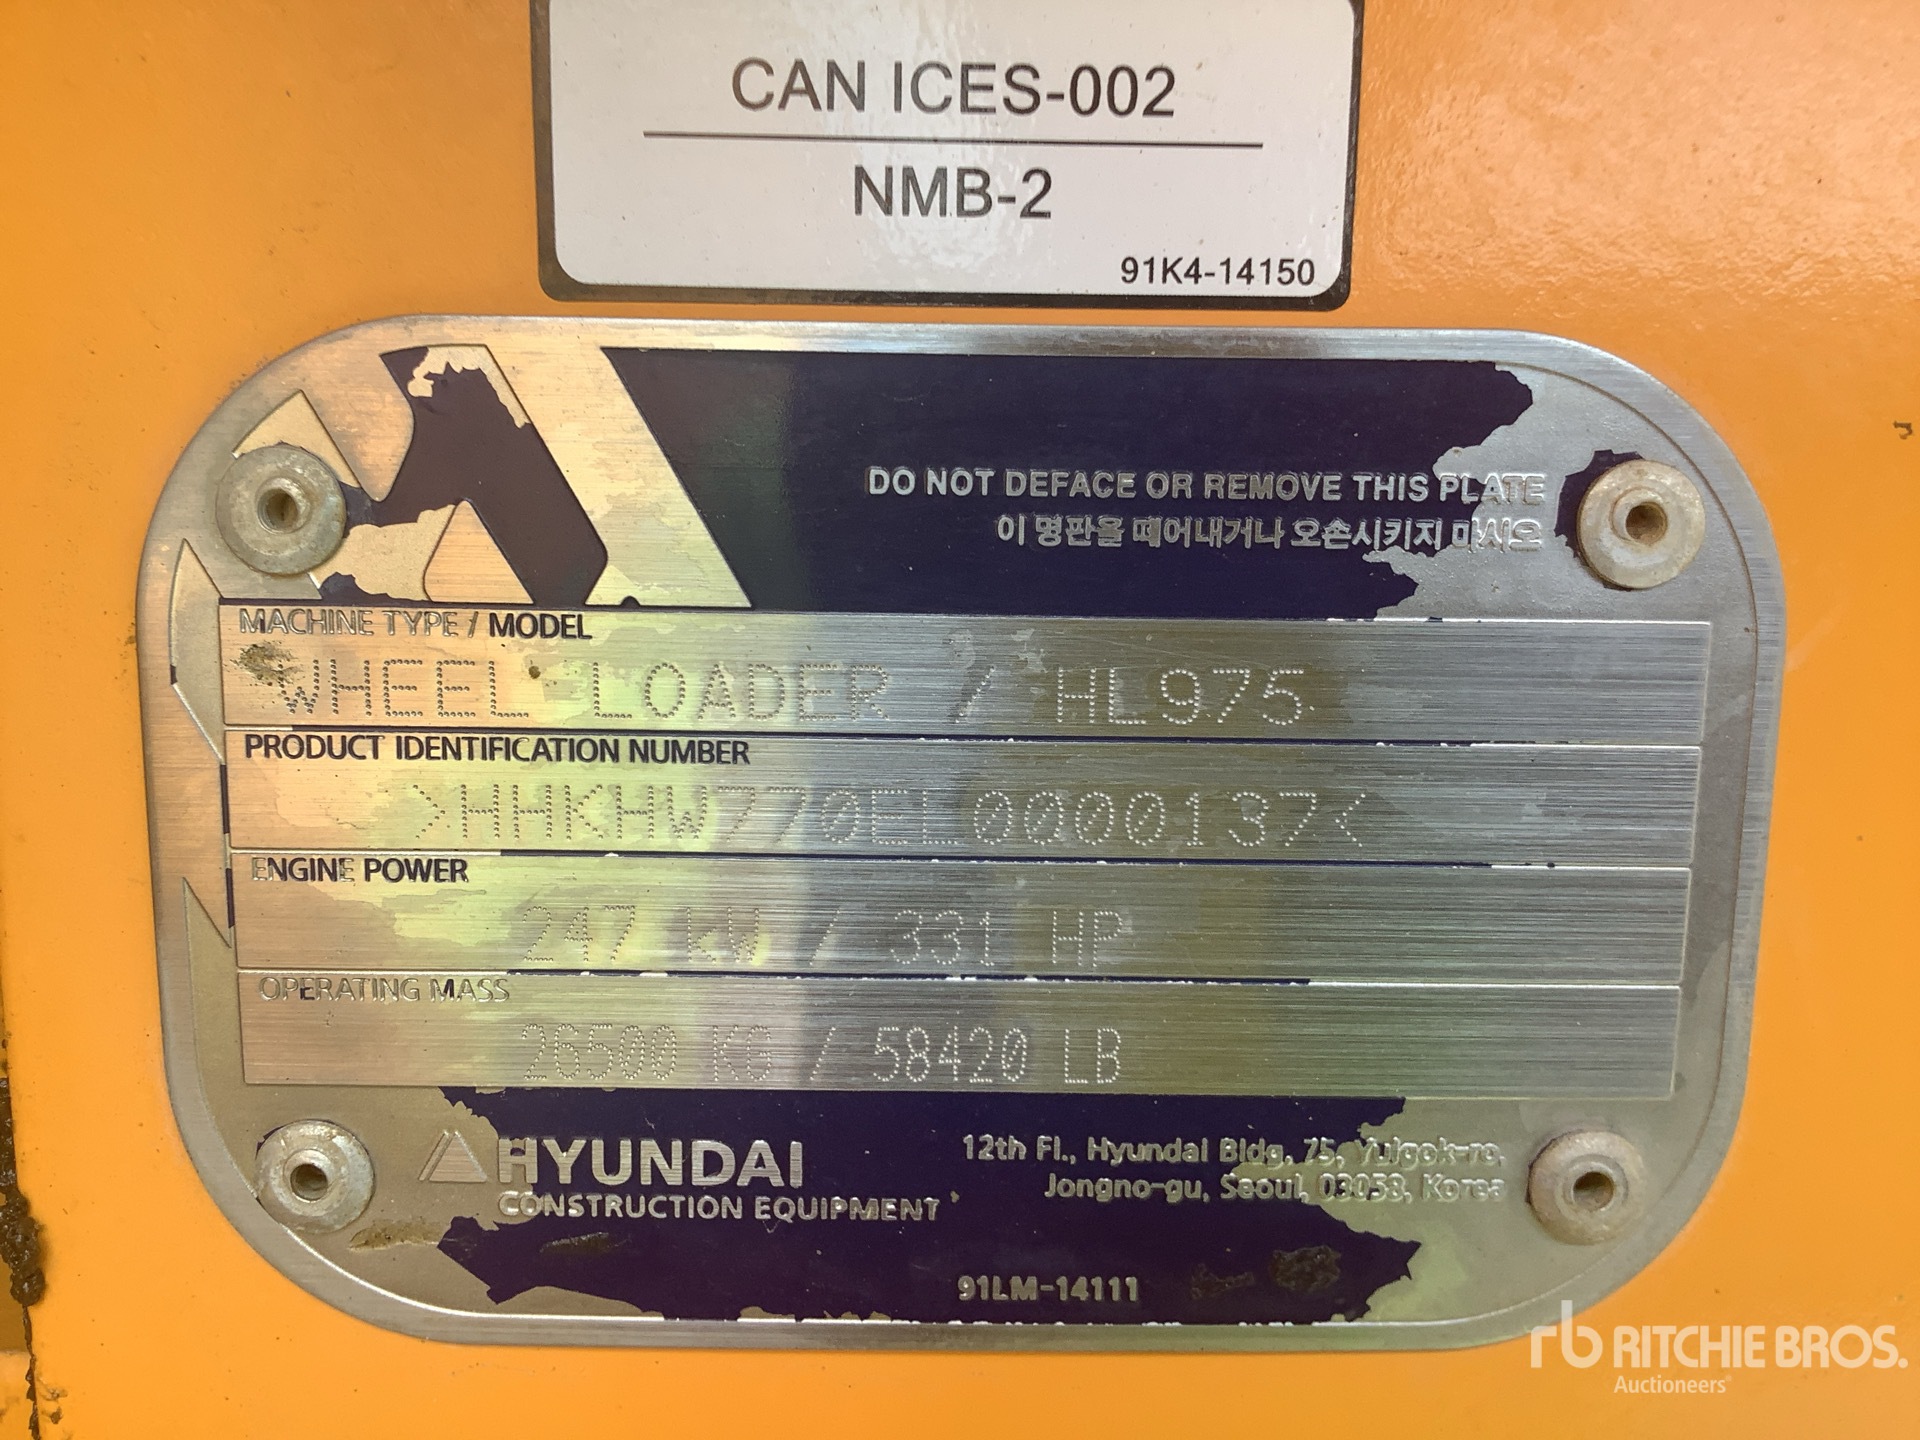 CAN ICES-002
NMB-2
91K4-14150
DO NOT DEFACE OR REMOVE THIS PLATE
이 명판을 떼어내거나 오손시키지 마시오
MACHINE TYPE / MODEL
WHEEL LOADER / HL975
PRODUCT IDENTIFICATION NUMBER
>HHKHW770EL0000137<
ENGINE POWER
247 kW / 331 HP
OPERATING MASS
26500 KG / 58420 LB
HYUNDAI
CONSTRUCTION EQUIPMENT
12th Fl., Hyundai Bldg, 75, Yulgok-ro,
Jongno-gu, Seoul, 03058, Korea
91LM-14111
rb RITCHIE BROS.
Auctioneers